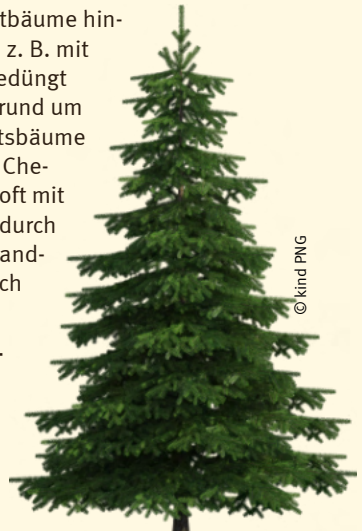 tbäume hin-
z. B. mit
edüngt
rund um
tsbäume
Che-
oft mit
durch
and-
ch
.
© kind PNG